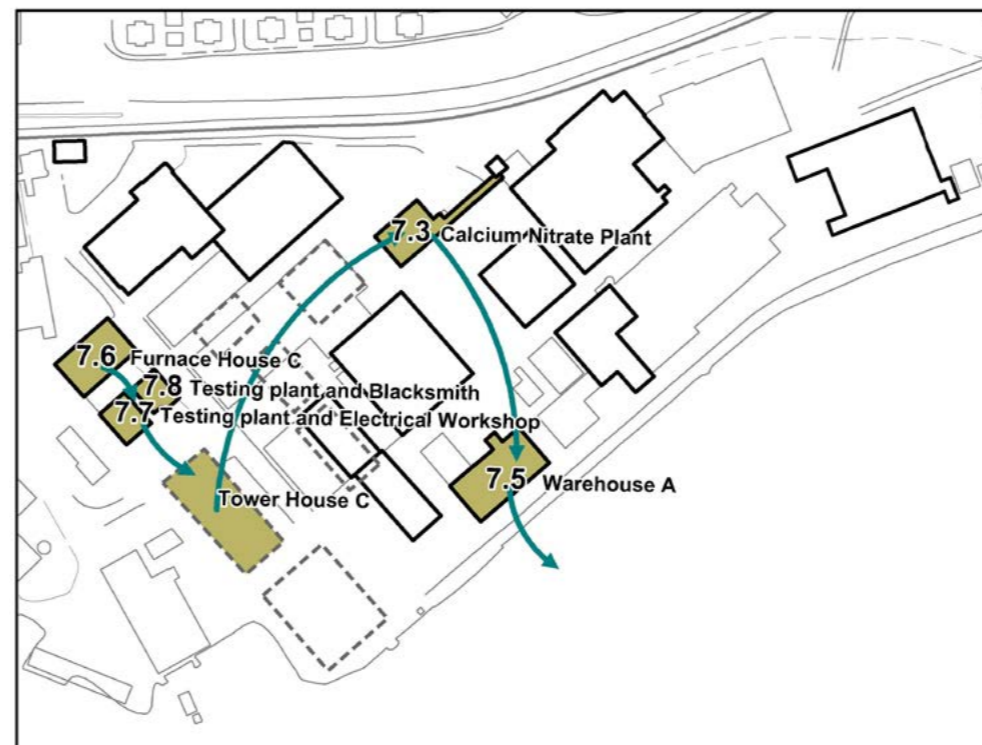 7.3 Calcium Nitrate Plant
7.6 Furnace House C
7.8 Testing plant and Blacksmith
7.7 Testing plant and Electrical Workshop
7.5 Warehouse A
Tower House C